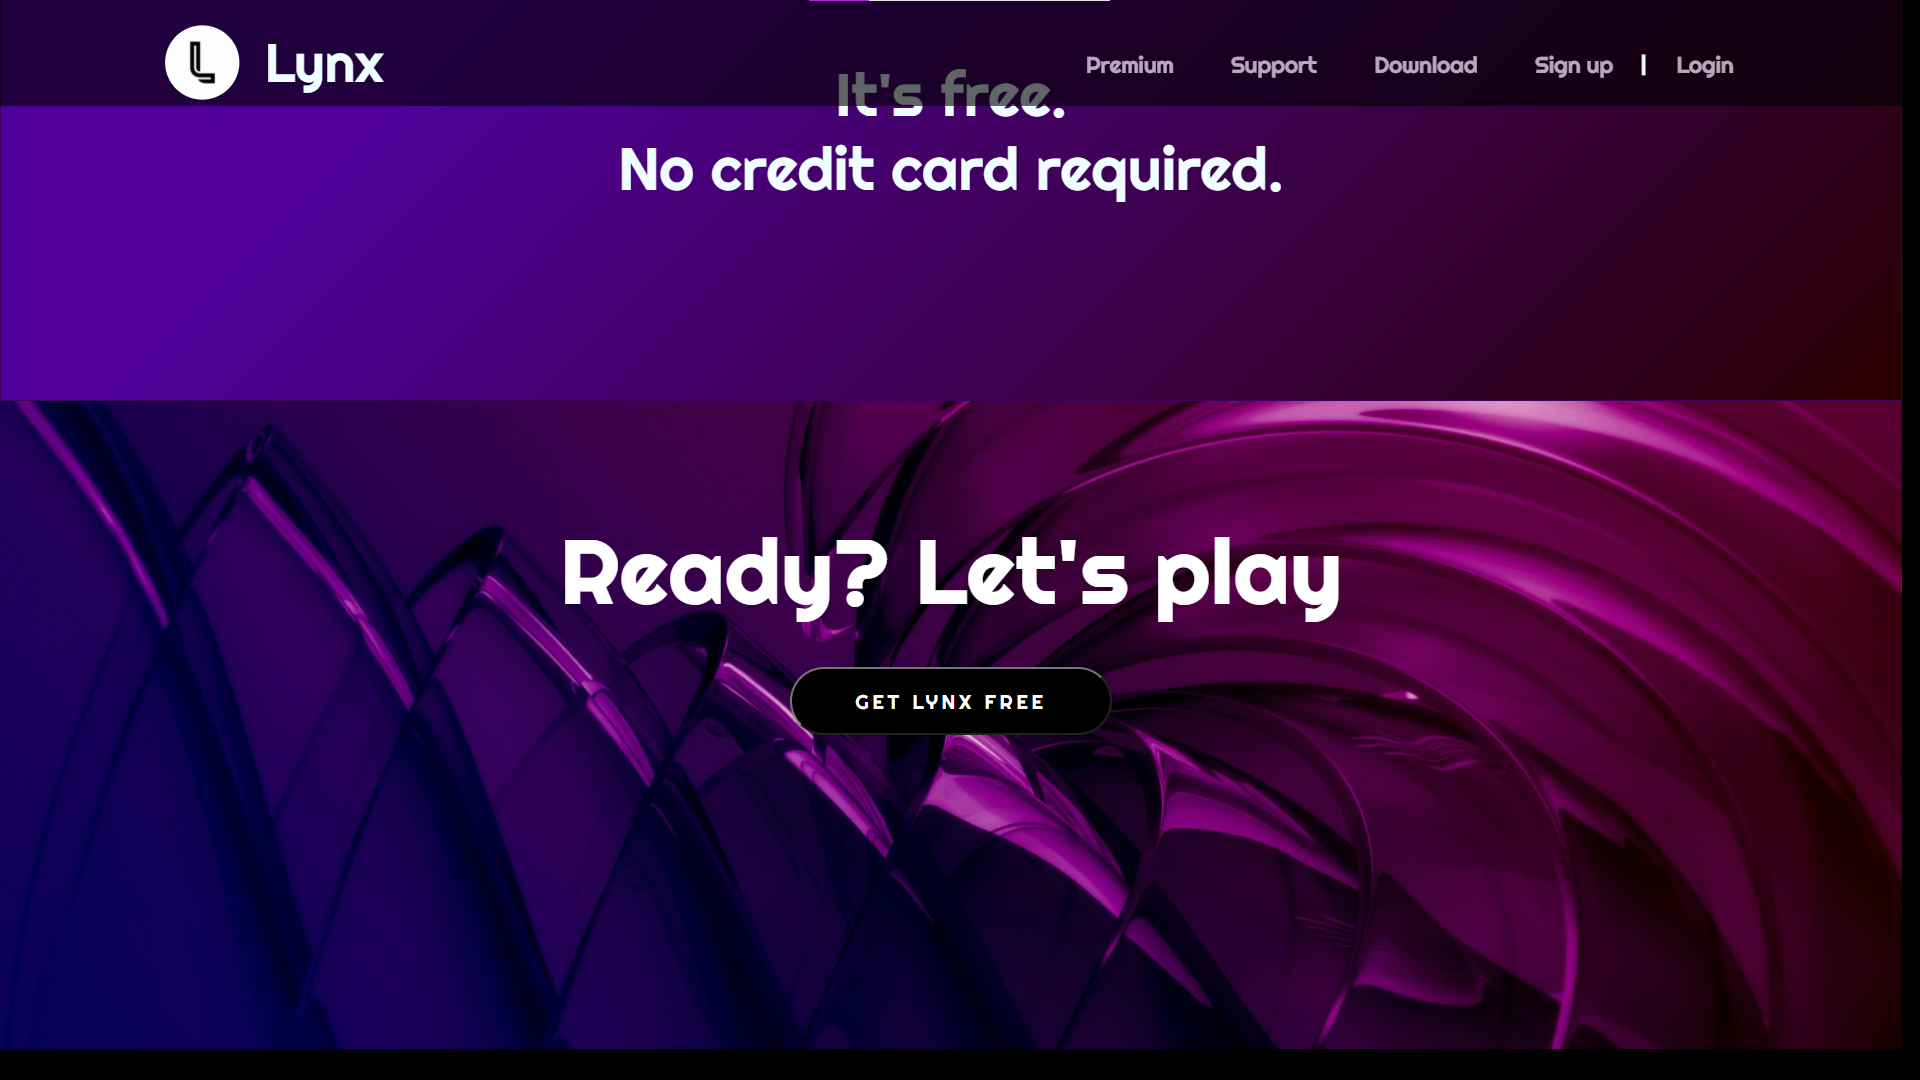 L Lynx
Premium Support Download Sign up | Login
It's free.
No credit card required.
Ready? Let's play
GET LYNX FREE